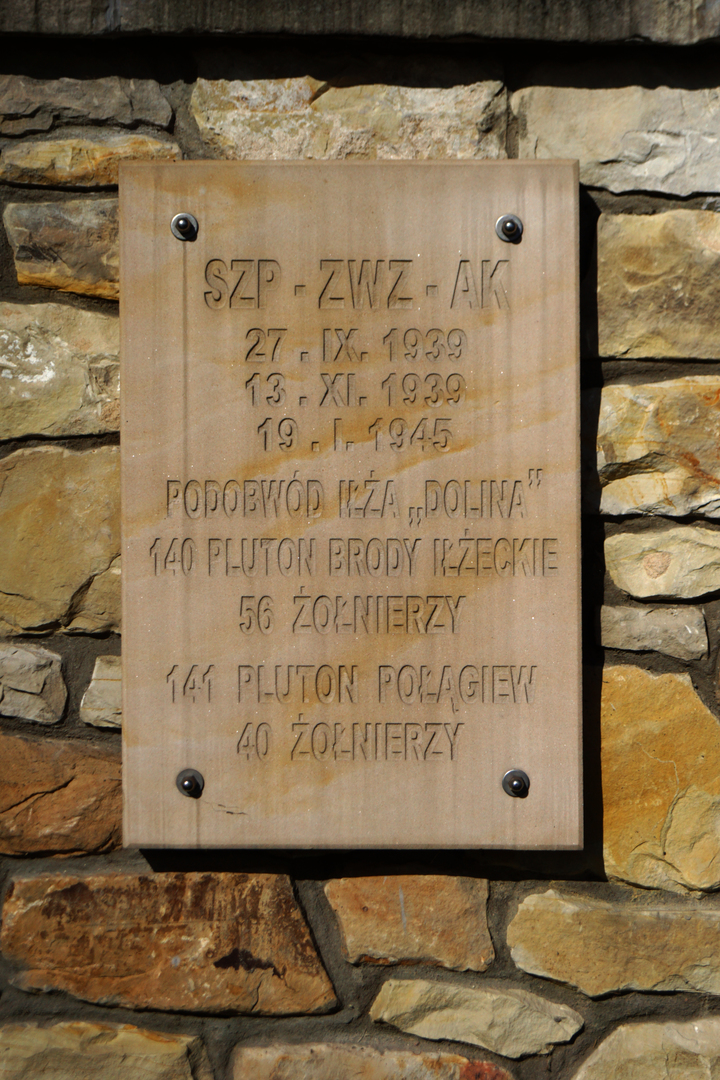 SZP - ZWZ - AK
27 . IX. 1939
13 . XI. 1939
19 . I. 1945
PODOBWÓD IŁŻA „DOLINA"
140 PLUTON BRODY IŁŻECKIE
56 ŻOŁNIERZY
141 PLUTON POŁĄGIEW
40 ŻOŁNIERZY